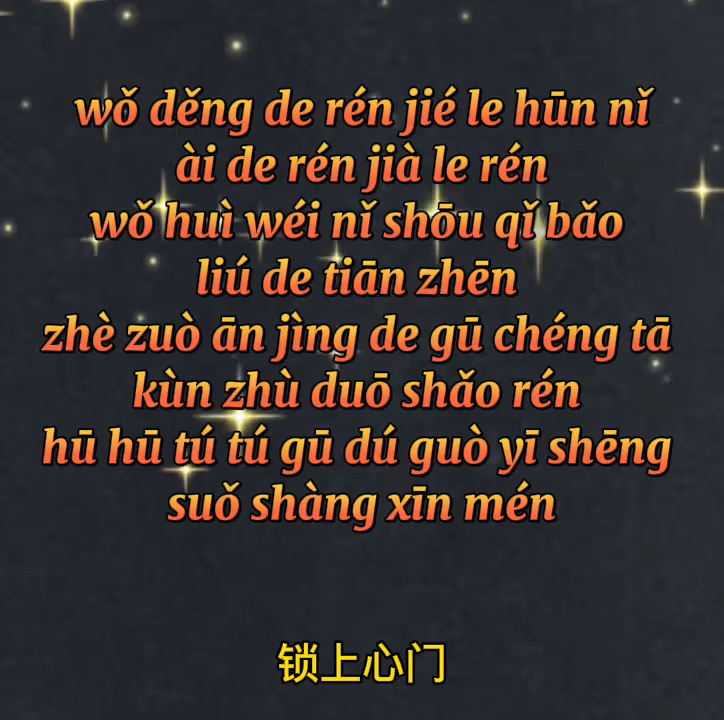 wǒ děng de rén jié le hūn nǐ
ài de rén jià le rén
wǒ huì wéi nǐ shōu qǐ bǎo
liú de tiān zhēn
zhè zuò ān jìng de gū chéng tā
kùn zhù duō shǎo rén
hū hū tú tú gū dú guò yī shēng
suǒ shàng xīn mén
锁上心门